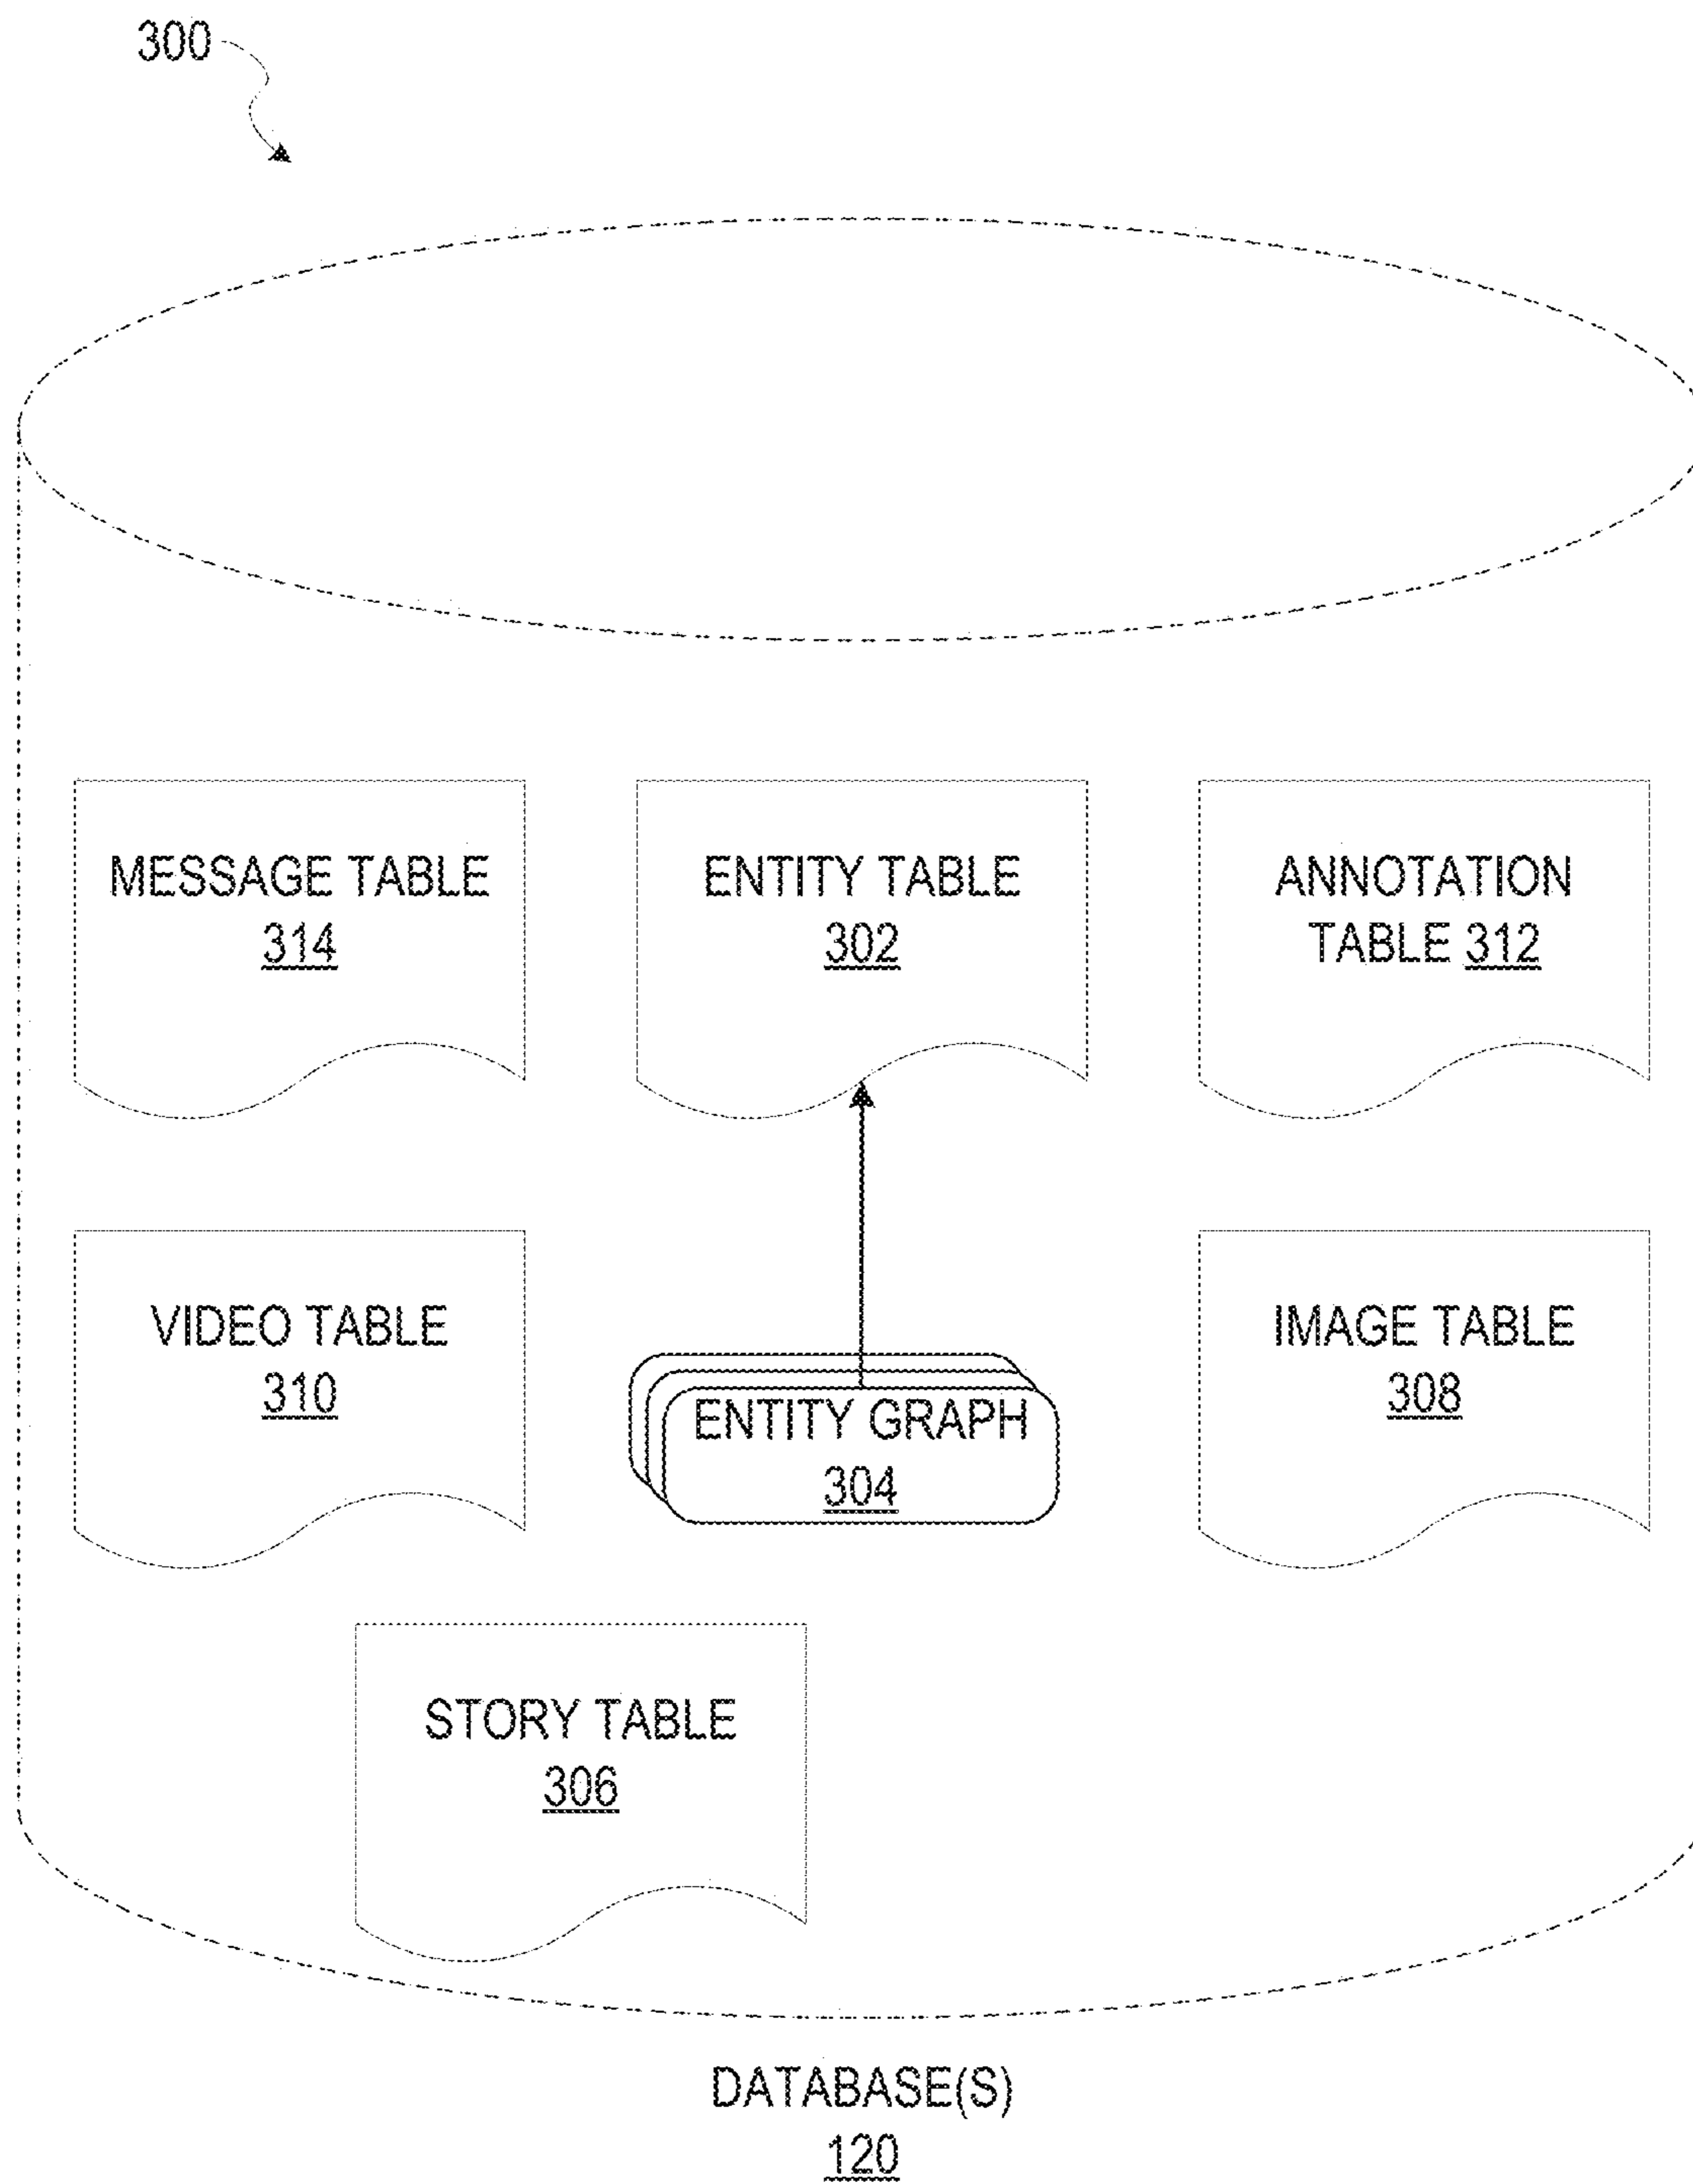 300
MESSAGE TABLE
314
ENTITY TABLE
302
ANNOTATION
TABLE 312
VIDEO TABLE
310
ENTITY GRAPH
304
IMAGE TABLE
308
STORY TABLE
306
DATABASE(S)
120